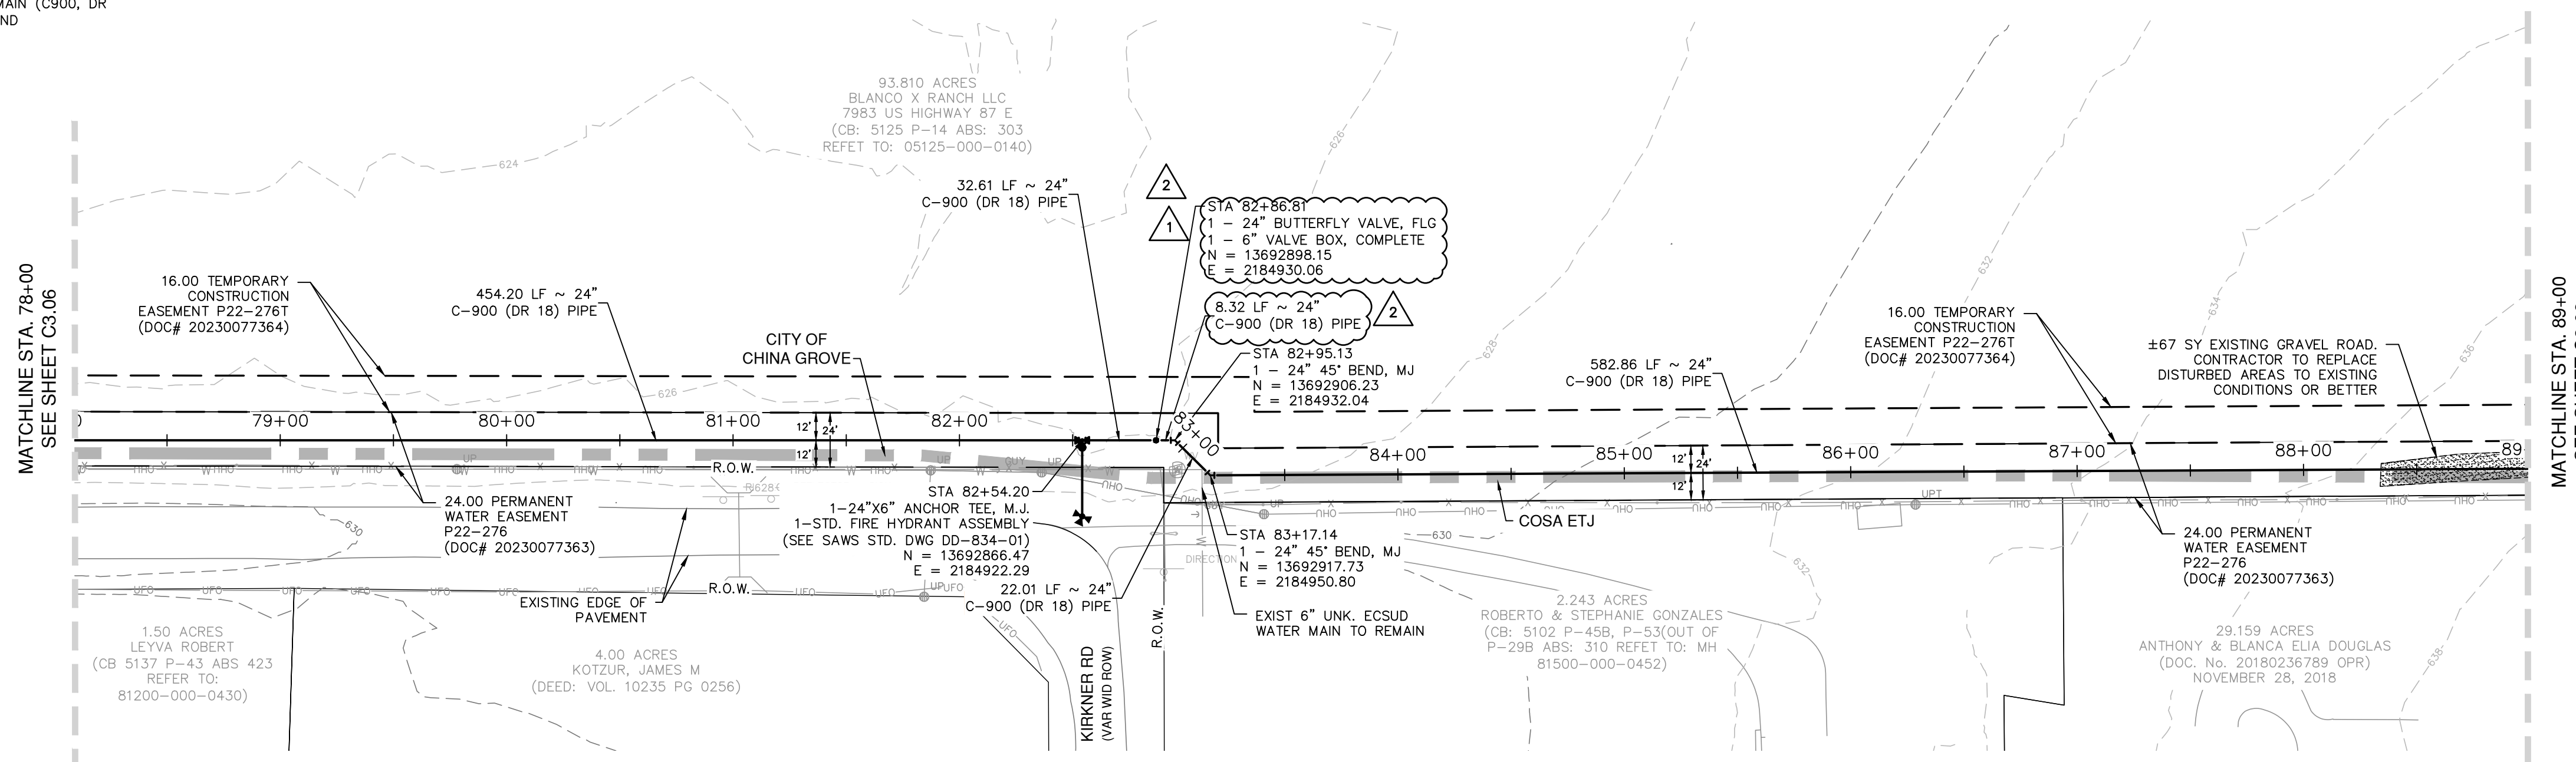 MAIN (C900, DR
ND
MATCHLINE STA. 78+00
SEE SHEET C3.06
93.810 ACRES
BLANCO X RANCH LLC
7983 US HIGHWAY 87 E
(CB: 5125 P-14 ABS: 303
REFET TO: 05125-000-0140)
624
626
32.61 LF ~ 24"
C-900 (DR 18) PIPE
2
1
STA 82+86.81
1 - 24" BUTTERFLY VALVE, FLG
1 - 6" VALVE BOX, COMPLETE
N = 13692898.15
E = 2184930.06
8.32 LF ~ 24"
C-900 (DR 18) PIPE
2
STA 82+95.13
1 - 24" 45° BEND, MJ
N = 13692906.23
E = 2184932.04
16.00 TEMPORARY
CONSTRUCTION
EASEMENT P22-276T
(DOC# 20230077364)
454.20 LF ~ 24"
C-900 (DR 18) PIPE
CITY OF
CHINA GROVE
626
628
632
634
636
582.86 LF ~ 24"
C-900 (DR 18) PIPE
16.00 TEMPORARY
CONSTRUCTION
EASEMENT P22-276T
(DOC# 20230077364)
±67 SY EXISTING GRAVEL ROAD.
CONTRACTOR TO REPLACE
DISTURBED AREAS TO EXISTING
CONDITIONS OR BETTER
MATCHLINE STA. 89+00
79+00
80+00
81+00
82+00
83+00
84+00
85+00
86+00
87+00
88+00
89
12'
24'
12'
12'
24'
12'
R.O.W.
OHU
W
X
UP
GUY
UP
UP
UPT
24.00 PERMANENT
WATER EASEMENT
P22-276
(DOC# 20230077363)
630
STA 82+54.20
1-24"X6" ANCHOR TEE, M.J.
1-STD. FIRE HYDRANT ASSEMBLY
(SEE SAWS STD. DWG DD-834-01)
N = 13692866.47
E = 2184922.29
22.01 LF ~ 24"
C-900 (DR 18) PIPE
STA 83+17.14
1 - 24" 45° BEND, MJ
N = 13692917.73
E = 2184950.80
DIRECTION
EXIST 6" UNK. ECSUD
WATER MAIN TO REMAIN
COSA ETJ
630
632
24.00 PERMANENT
WATER EASEMENT
P22-276
(DOC# 20230077363)
UFO
R.O.W.
UP
EXISTING EDGE OF
PAVEMENT
1.50 ACRES
LEYVA ROBERT
(CB 5137 P-43 ABS 423
REFER TO:
81200-000-0430)
4.00 ACRES
KOTZUR, JAMES M
(DEED: VOL. 10235 PG 0256)
KIRKNER RD
(VAR WID ROW)
R.O.W.
2.243 ACRES
ROBERTO & STEPHANIE GONZALES
(CB: 5102 P-45B, P-53(OUT OF
P-29B ABS: 310 REFET TO: MH
81500-000-0452)
29.159 ACRES
ANTHONY & BLANCA ELIA DOUGLAS
(DOC. No. 20180236789 OPR)
NOVEMBER 28, 2018
638